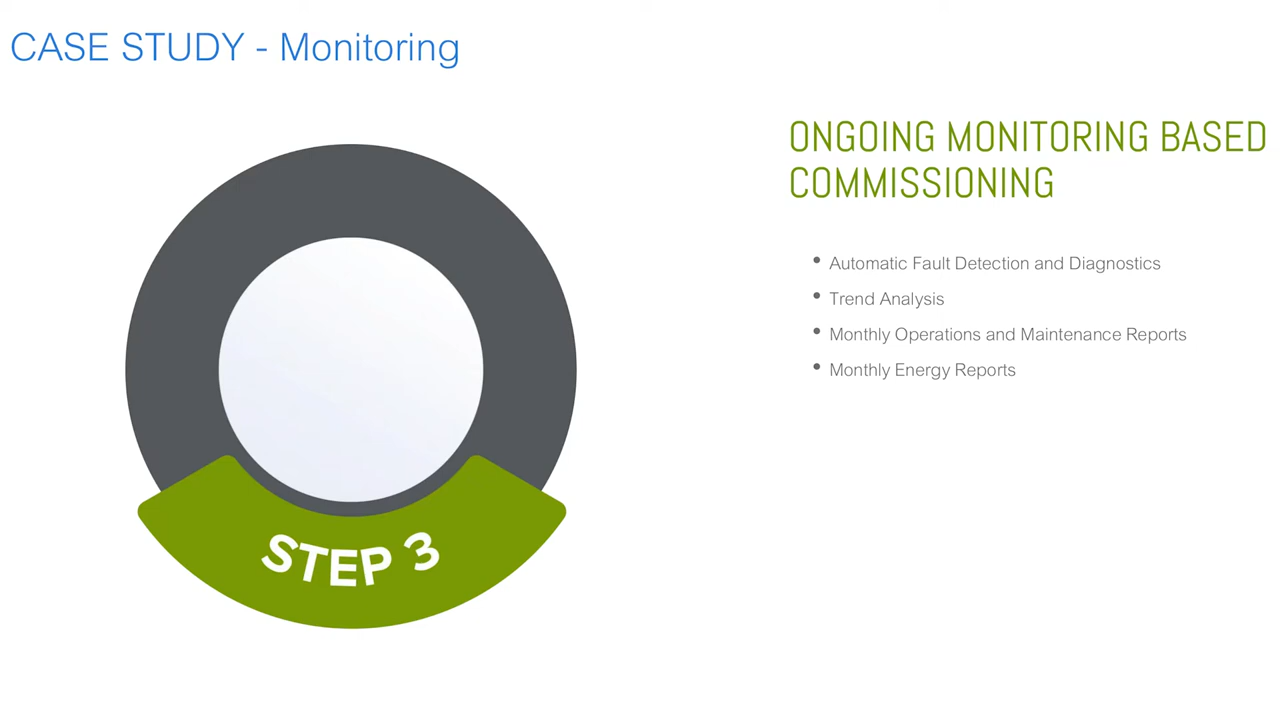 CASE STUDY - Monitoring
ONGOING MONITORING BASED
COMMISSIONING
• Automatic Fault Detection and Diagnostics
• Trend Analysis
• Monthly Operations and Maintenance Reports
• Monthly Energy Reports
STEP 3